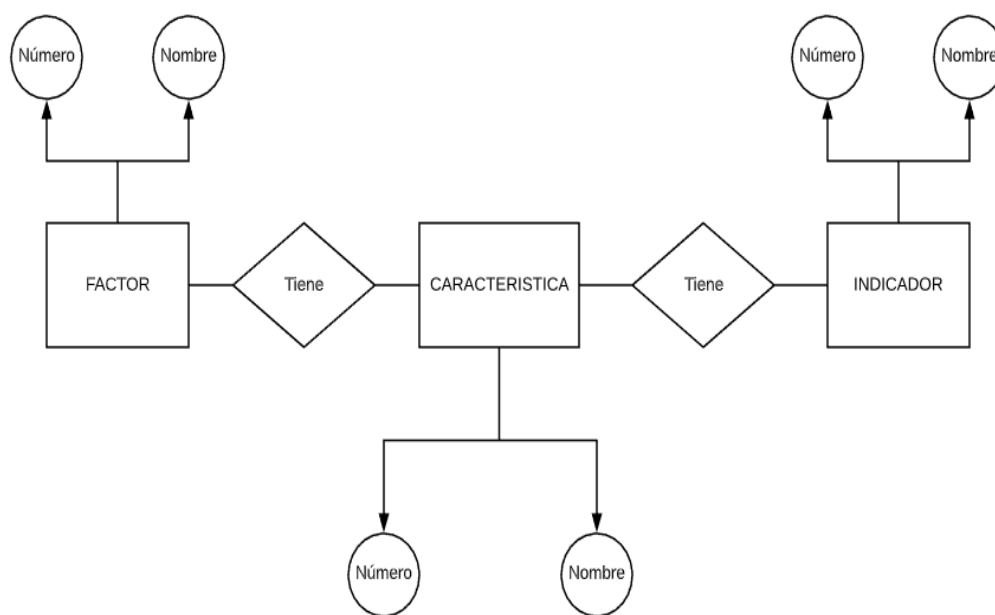 Número
Nombre
Número
Nombre
FACTOR
Tiene
CARACTERISTICA
Tiene
INDICADOR
Número
Nombre